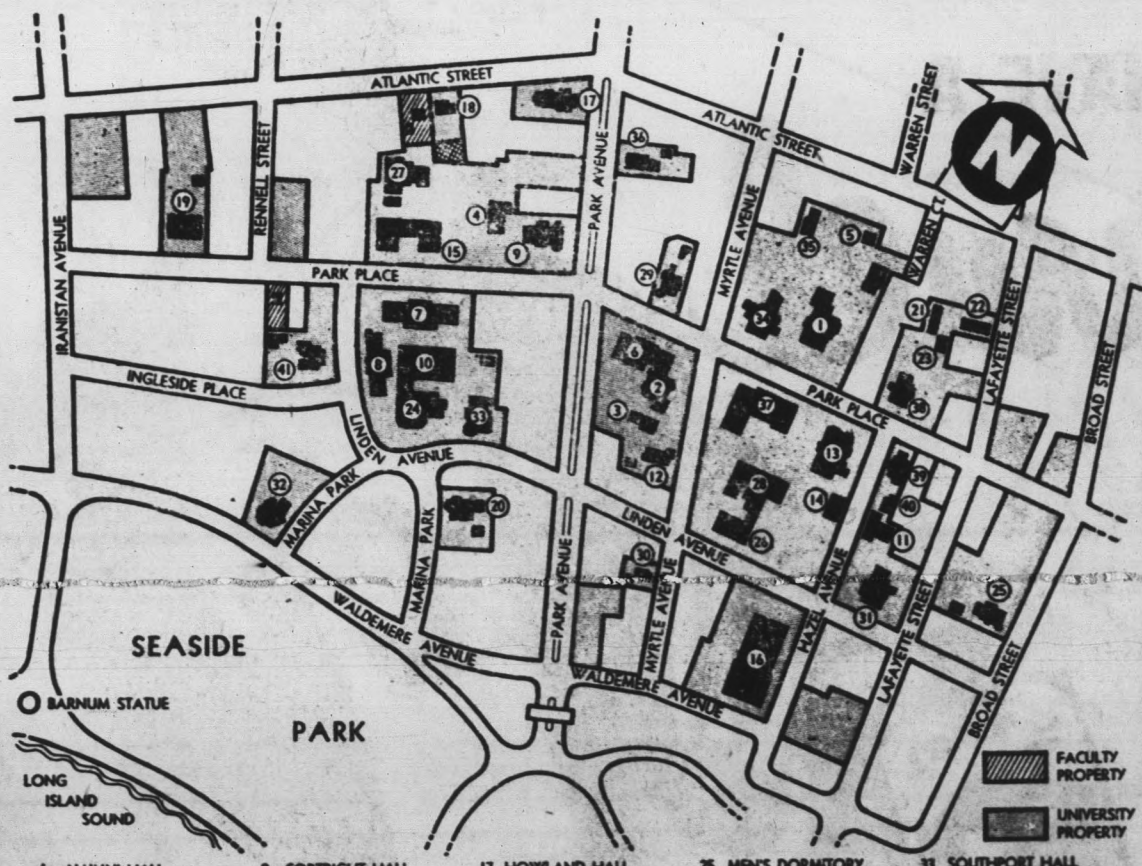 ATLANTIC STREET
WARREN STREET
WARREN STREET
N
18
17
36
ATLANTIC STREET
RENNELL STREET
PARK AVENUE
27
MYRTLE AVENUE
19
4
35
5
WARREN CT.
IRANISTAN AVENUE
15
9
PARK PLACE
29
34
1
21
22
LAFAYETTE STREET
BROAD STREET
7
23
6
8
10
41
2
PARK PLACE
38
INGLESIDE PLACE
24
33
3
37
LINDEN AVENUE
13
12
39
32
MARINA PARK
28
14
40
20
MARINA PARK
LINDEN AVENUE
26
11
PARK AVENUE
30
MYRTLE AVENUE
HAZEL AVENUE
31
LAFAYETTE STREET
25
WALDEMERE AVENUE
16
SEASIDE
PARK
WALDEMERE AVENUE
BROAD STREET
BARNUM STATUE
LONG
ISLAND
SOUND
FACULTY
PROPERTY
UNIVERSITY
PROPERTY
17 HOWLAND HALL
25 MEN'S DORMITORY
33 SOUTHPORT HALL